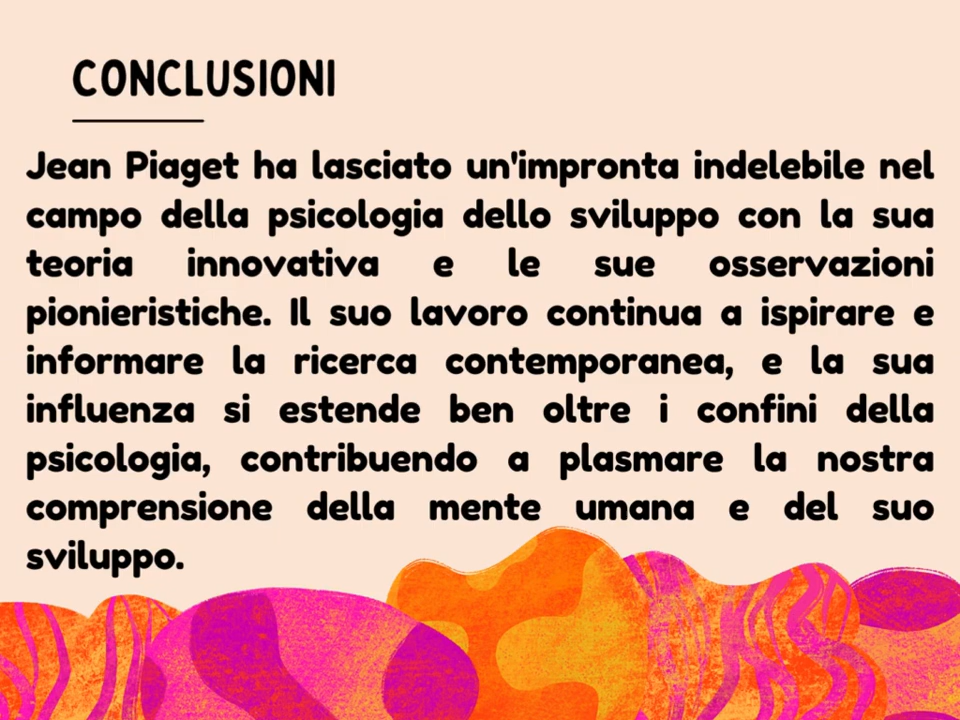 CONCLUSIONI
Jean Piaget ha lasciato un'impronta indelebile nel
campo della psicologia dello sviluppo con la sua
teoria innovativa e le sue osservazioni
pionieristiche. Il suo lavoro continua a ispirare e
informare la ricerca contemporanea, e la sua
influenza si estende ben oltre i confini della
psicologia, contribuendo a plasmare la nostra
comprensione della mente umana e del suo
sviluppo.